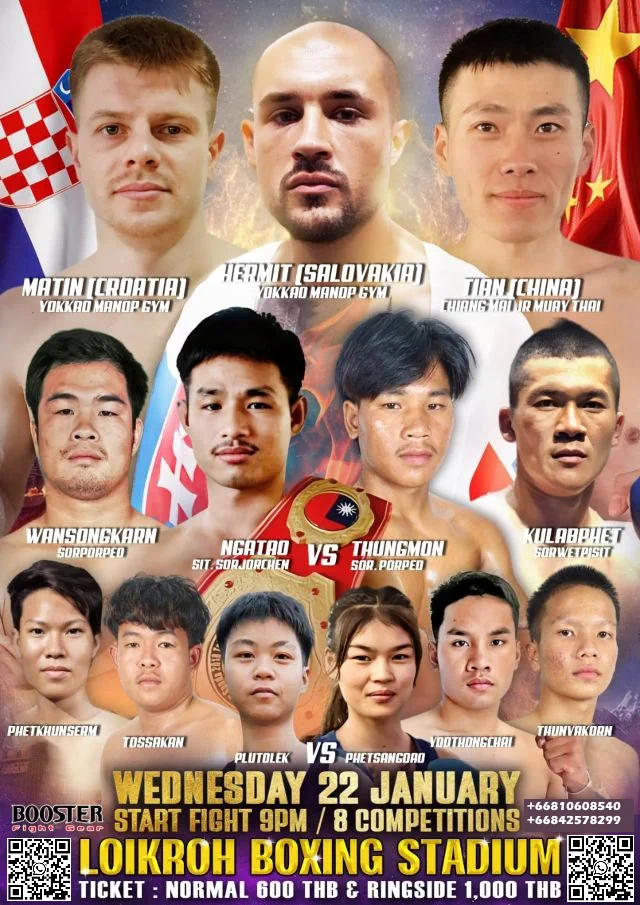 MATIN (CROATIA)
YOKKAO MANOP GYM
HERMIT (SALOVAKIA)
YOKKAO MANOP GYM
TIAN (CHINA)
CHIANG MAI JR MUAY THAI
WANSONGKARN
SORPORPED
NGATAO
SIT. SORJORCHEN
VS
THUNGMON
SOR. PORPED
KULABPHET
SORWETPISIT
PHETKHUNSERM
TOSSAKAN
PLUTOLEK
VS
PHETSANGDAO
YODTHONGCHAI
THUNVAKORN
WEDNESDAY 22 JANUARY
START FIGHT 9PM / 8 COMPETITIONS
BOOSTER
Fight Gear
+66810608540
+66842578299
LOIKROH BOXING STADIUM
TICKET : NORMAL 600 THB & RINGSIDE 1,000 THB